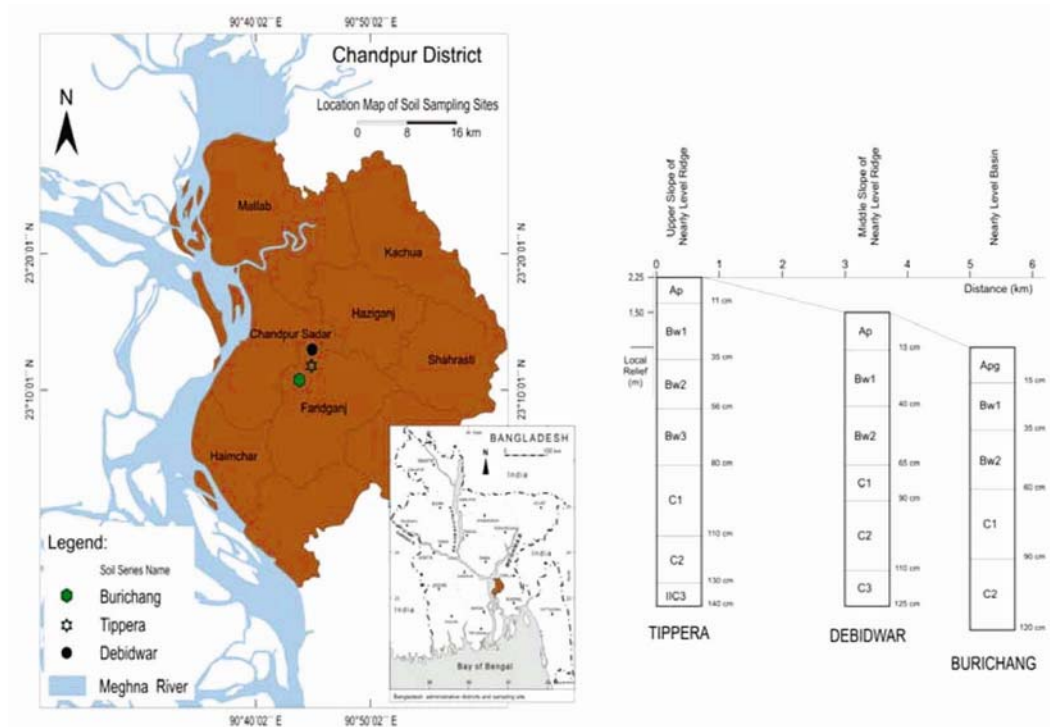 90°40'02" E
90°50'02" E
Chandpur District
N
Location Map of Soil Sampling Sites
0 8 16 km
Matlab
Kachua
23°20'01" N
23°20'01" N
Haziganj
Chandpur Sadar
Shahrasti
23°10'01" N
23°10'01" N
Faridganj
Haimchar
BANGLADESH
N
India
India
India
India
Bay of Bengal
Bangladesh administrative districts and sampling site
Legend:
Soil Series Name
Burichang
Tippera
Debidwar
Meghna River
90°40'02" E
90°50'02" E
Upper Slope of
Nearly Level Ridge
Middle Slope of
Nearly Level Ridge
Nearly Level Basin
0 1 2 3 4 5 6
Distance (km)
2.25
1.50
Local
Relief
(m)
Ap
11 cm
Bw1
35 cm
Bw2
56 cm
Bw3
80 cm
C1
110 cm
C2
130 cm
IIC3
140 cm
TIPPERA
Ap
Bw1
40 cm
Bw2
65 cm
C1
90 cm
C2
110 cm
C3
125 cm
DEBIDWAR
Apg
15 cm
Bw1
35 cm
Bw2
60 cm
C1
90 cm
C2
BURICHANG